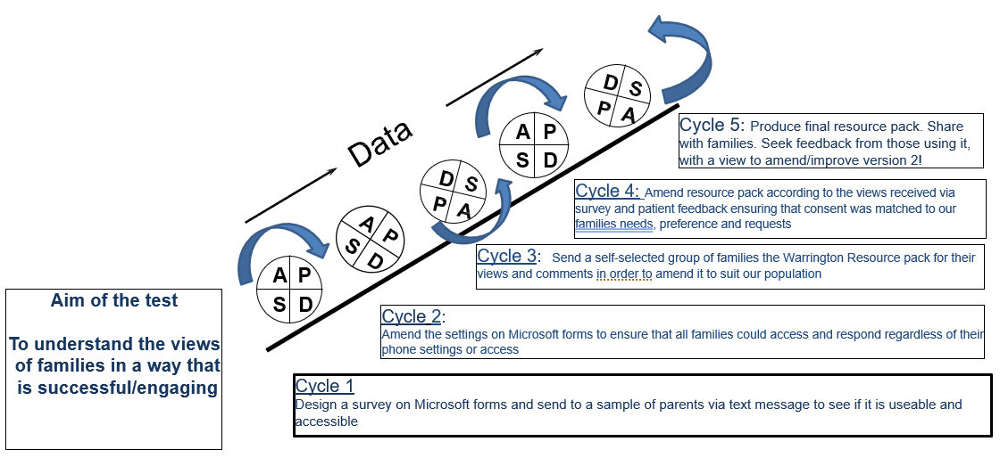 Data
D S
P A
A P
S D
D S
P A
A P
S D
A P
S D
Cycle 5: Produce final resource pack. Share
with families. Seek feedback from those using it,
with a view to amend/improve version 2!
Cycle 4: Amend resource pack according to the views received via
survey and patient feedback ensuring that consent was matched to our
families needs, preference and requests
Cycle 3: Send a self-selected group of families the Warrington Resource pack for their
views and comments in order to amend it to suit our population
Cycle 2:
Amend the settings on Microsoft forms to ensure that all families could access and respond regardless of their
phone settings or access
Cycle 1
Design a survey on Microsoft forms and send to a sample of parents via text message to see if it is useable and
accessible
Aim of the test
To understand the views
of families in a way that
is successful/engaging